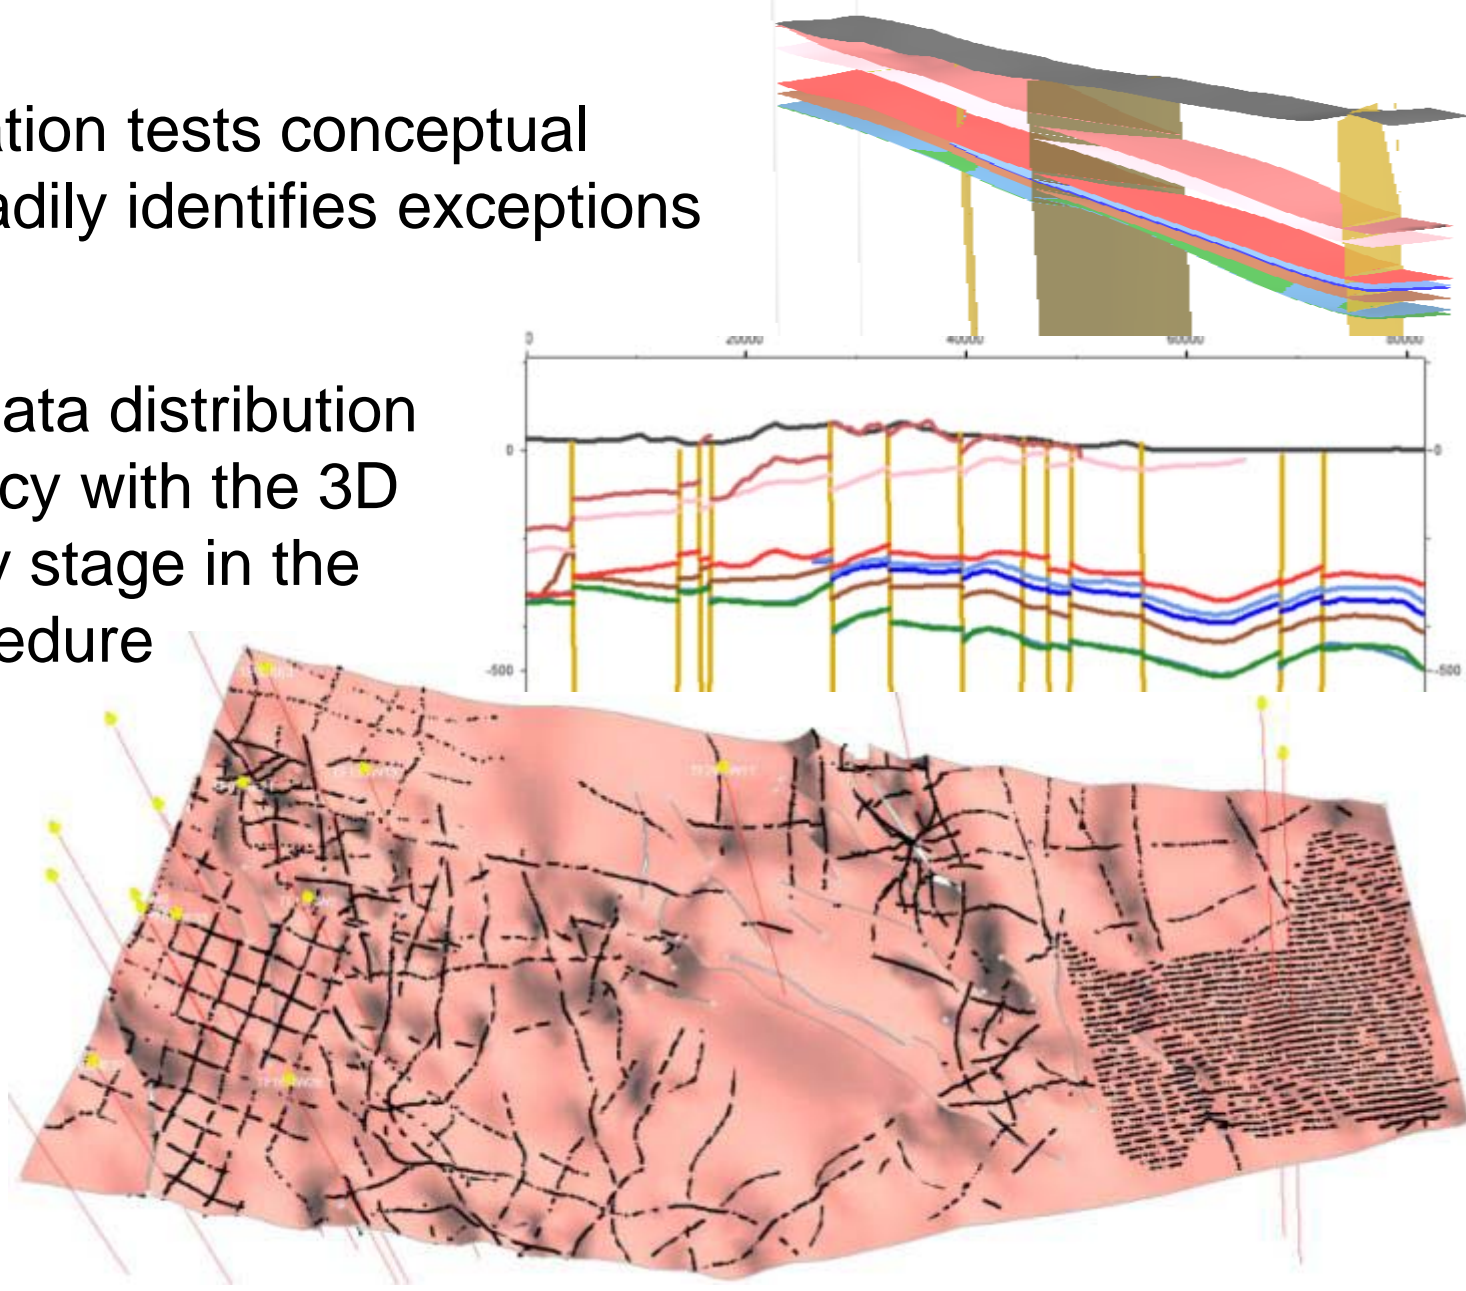 ation tests conceptual
adily identifies exceptions
0 20000 40000 60000 80000
ata distribution
0 0
cy with the 3D
y stage in the
edure
-500 -500